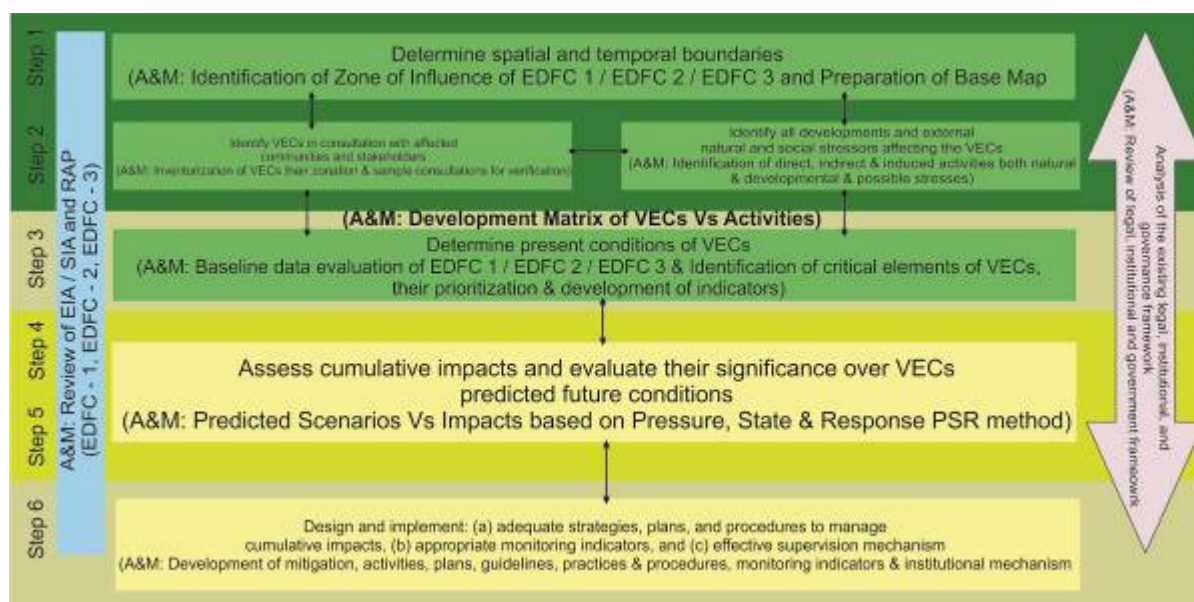 Step 1
Determine spatial and temporal boundaries
(A&M: Identification of Zone of Influence of EDFC 1 / EDFC 2 / EDFC 3 and Preparation of Base Map
Step 2
Identify VECs in consultation with affected
communities and stakeholders
(A&M: Inventorization of VECs their zonation & sample consultations for verification)
Identify all developments and external
natural and social stressors affecting the VECs
(A&M: Identification of direct, indirect & induced activities both natural
& developmental & possible stresses)
(A&M: Development Matrix of VECs Vs Activities)
Step 3
Determine present conditions of VECs
(A&M: Baseline data evaluation of EDFC 1 / EDFC 2 / EDFC 3 & Identification of critical elements of VECs,
their prioritization & development of indicators)
Step 4
Assess cumulative impacts and evaluate their significance over VECs
predicted future conditions
Step 5
(A&M: Predicted Scenarios Vs Impacts based on Pressure, State & Response PSR method)
Step 6
Design and implement: (a) adequate strategies, plans, and procedures to manage
cumulative impacts, (b) appropriate monitoring indicators, and (c) effective supervision mechanism
(A&M: Development of mitigation, activities, plans, guidelines, practices & procedures, monitoring indicators & institutional mechanism
A&M: Review of EIA / SIA and RAP
(EDFC - 1, EDFC - 2, EDFC - 3)
Analysis of the existing legal, institutional, and
governance framework
(A&M: Review of legal, institutional and government framework